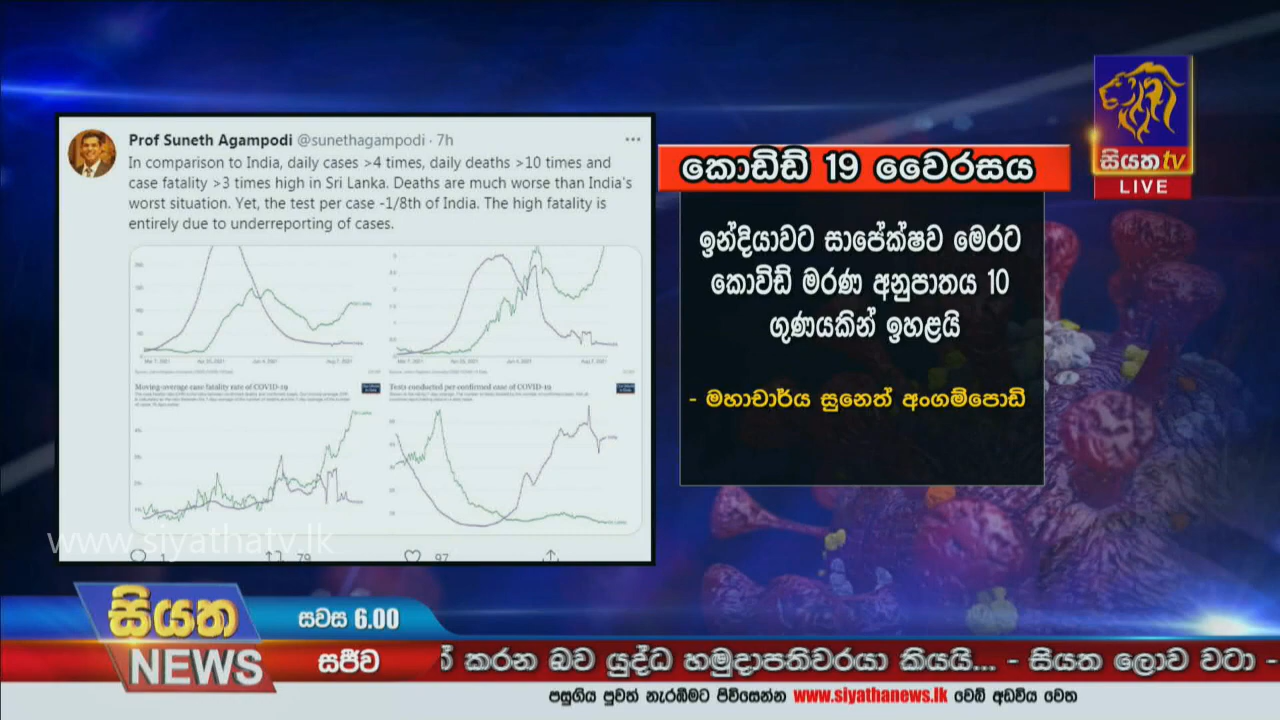 Prof Suneth Agampodi @sunethagampodi · 7h
In comparison to India, daily cases >4 times, daily deaths >10 times and
case fatality >3 times high in Sri Lanka. Deaths are much worse than India's
worst situation. Yet, the test per case -1/8th of India. The high fatality is
entirely due to underreporting of cases.
Moving-average case fatality rate of COVID-19
Tests conducted per confirmed case of COVID-19
79
97
www.siyathatv.lk
සියත tv
LIVE
කොඩිඩ් 19 වෛරසය
ඉන්දියාවට සාපේක්ෂව මෙරට
කොවිඩ් මරණ අනුපාතය 10
ගුණයකින් ඉහළයි
- මහාචාර්ය සුනෙත් අංගම්පොඩි
සියත
NEWS
සවස 6.00
සජීව
කරන බව යුද්ධ හමුදාපතිවරයා කියයි... - සියත ලොව වටා -
පසුගිය පුවත් නැරඹීමට පිවිසෙන්න www.siyathanews.lk වෙබ් අඩවිය වෙත